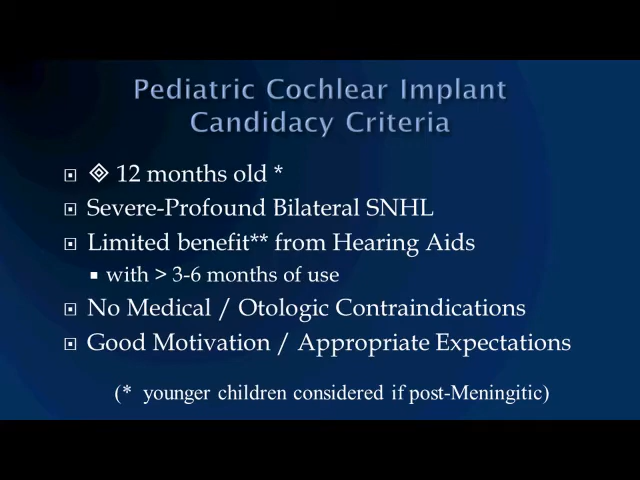 Pediatric Cochlear Implant
Candidacy Criteria
12 months old *
Severe-Profound Bilateral SNHL
Limited benefit** from Hearing Aids
with > 3-6 months of use
No Medical / Otologic Contraindications
Good Motivation / Appropriate Expectations
(* younger children considered if post-Meningitic)